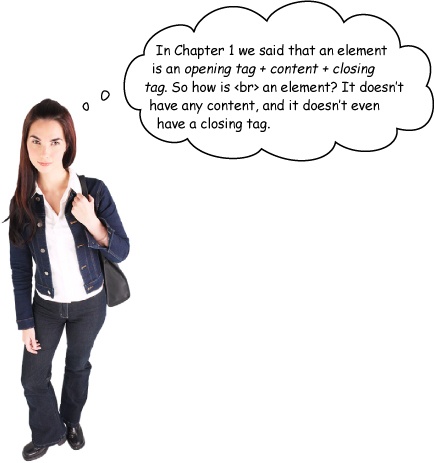 In Chapter 1 we said that an element
is an opening tag + content + closing
tag. So how is <br> an element? It doesn't
have any content, and it doesn't even
have a closing tag.